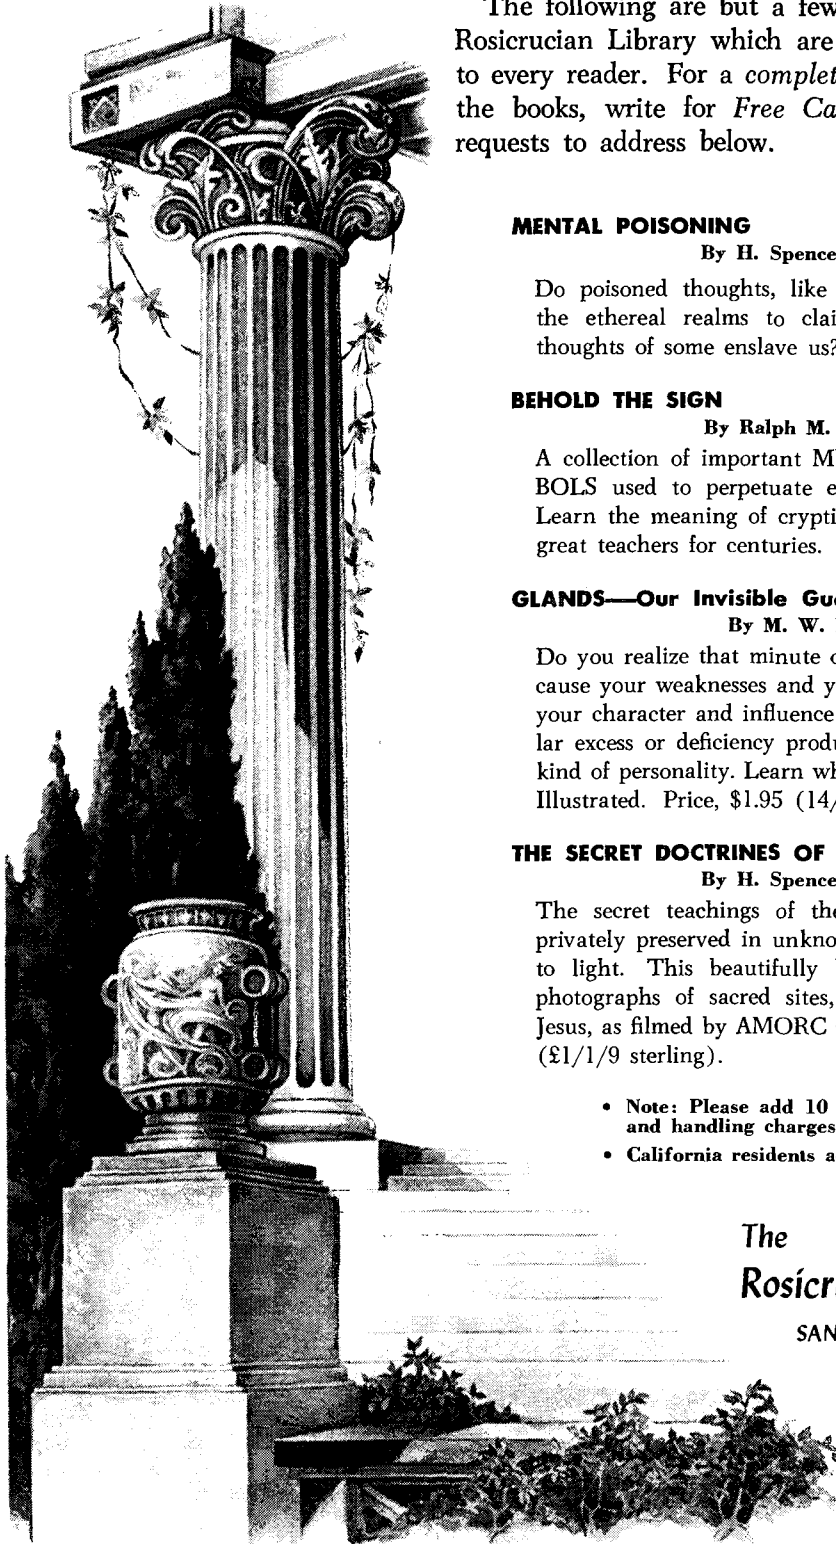 The following are but a few
Rosicrucian Library which are
to every reader. For a complet
the books, write for Free Ca
requests to address below.
MENTAL POISONING
By H. Spence
Do poisoned thoughts, like
the ethereal realms to clai
thoughts of some enslave us?
BEHOLD THE SIGN
By Ralph M.
A collection of important M
BOLS used to perpetuate e
Learn the meaning of crypti
great teachers for centuries.
GLANDS—Our Invisible Gu
By M. W.
Do you realize that minute
cause your weaknesses and y
your character and influence
lar excess or deficiency prod
kind of personality. Learn wh
Illustrated. Price, $1.95 (14/
THE SECRET DOCTRINES OF
By H. Spence
The secret teachings of the
privately preserved in unkno
to light. This beautifully
photographs of sacred sites,
Jesus, as filmed by AMORC
(£1/1/9 sterling).
• Note: Please add 10
and handling charges
• California residents a
The
Rosicr
SAN